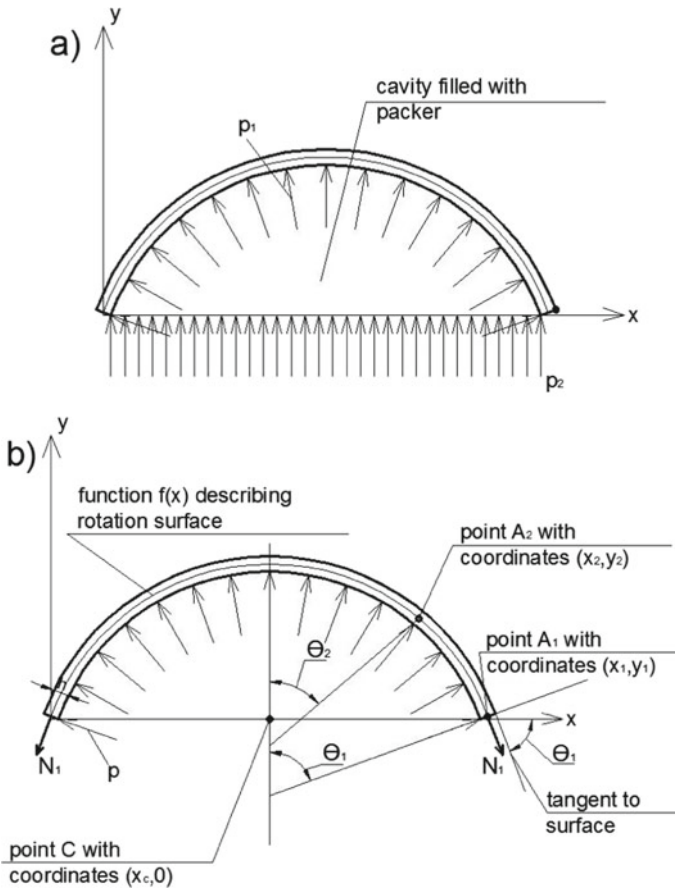 y
a)
cavity filled with
packer
p₁
x
p₂
y
b)
function f(x) describing
rotation surface
point A₂ with
coordinates (x₂,y₂)
point A₁ with
coordinates (x₁,y₁)
Θ₂
h
x
Θ₁
Θ₁
N₁
p
N₁
tangent to
surface
point C with
coordinates (x꜀,0)